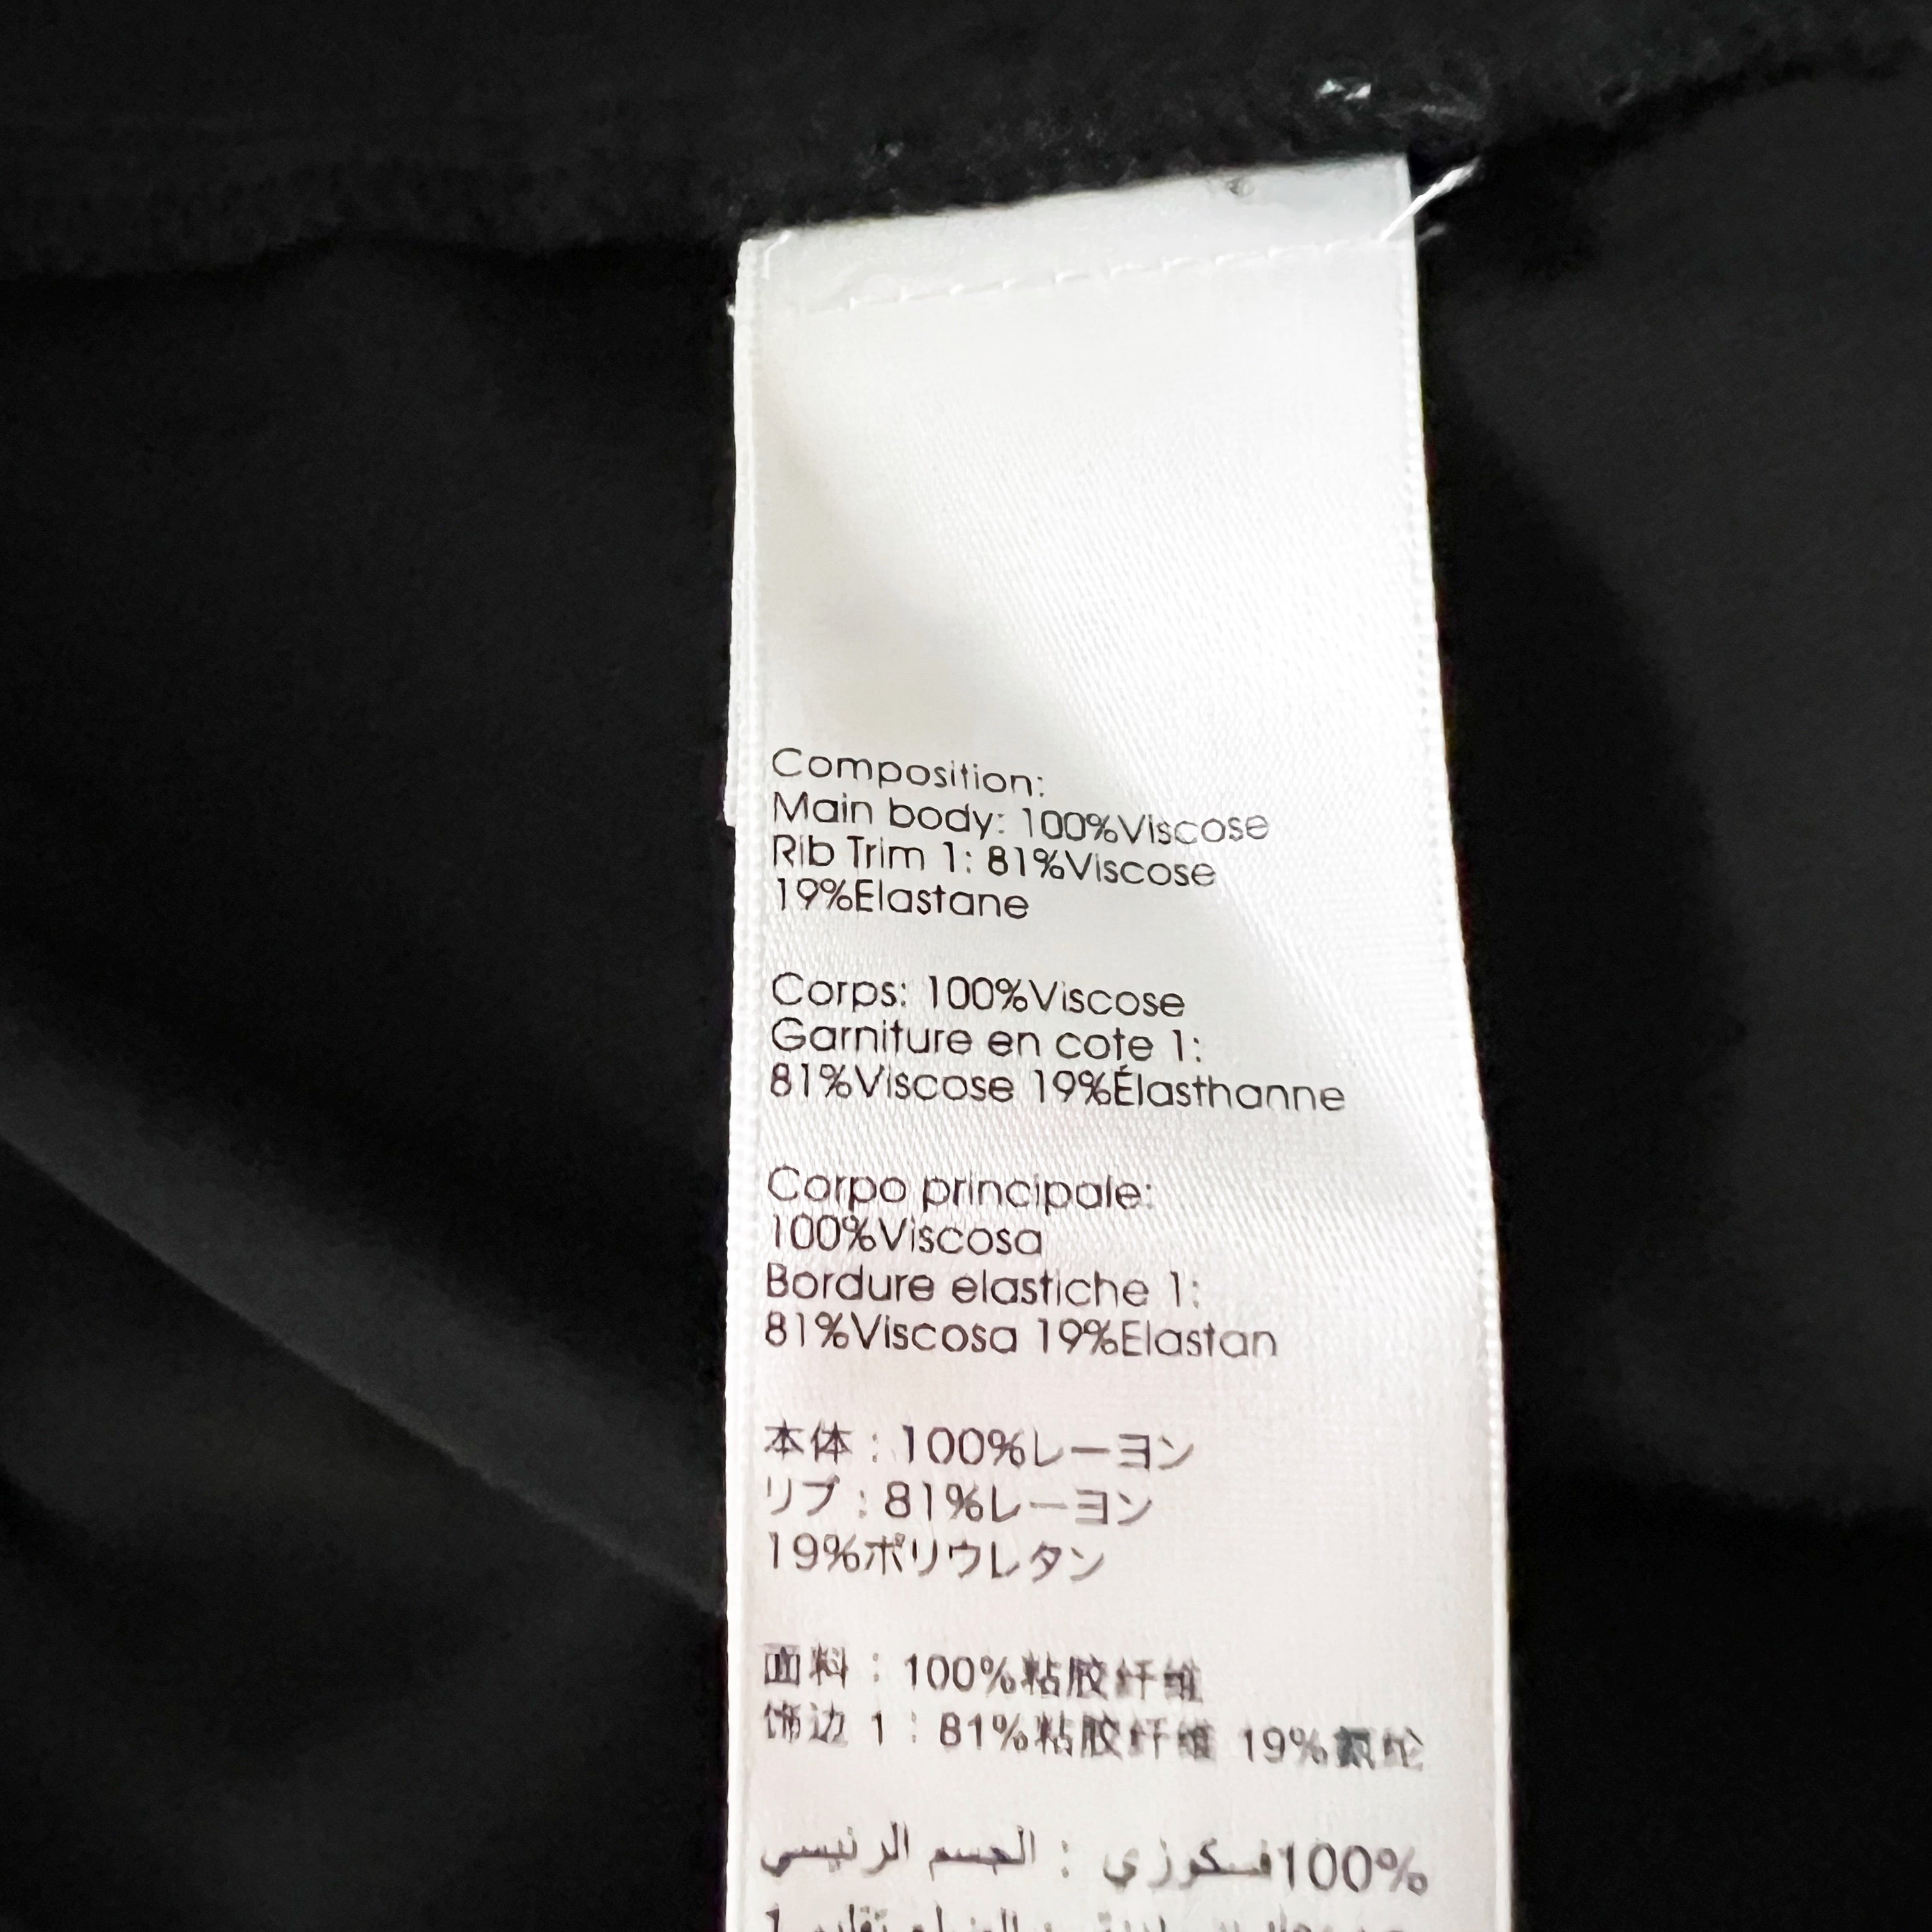 Composition:
Main body: 100%Viscose
Rib Trim 1: 81%Viscose
19%Elastane
Corps: 100%Viscose
Garniture en cote 1:
81%Viscose 19%Élasthanne
Corpo principale:
100%Viscosa
Bordure elastiche 1:
81%Viscosa 19%Elastan
本体：100%レーヨン
リブ：81%レーヨン
19%ポリウレタン
面料：100%粘胶纤维
饰边 1：81%粘胶纤维 19%氨纶
100%فسكوزي : الجسم الرئيسي